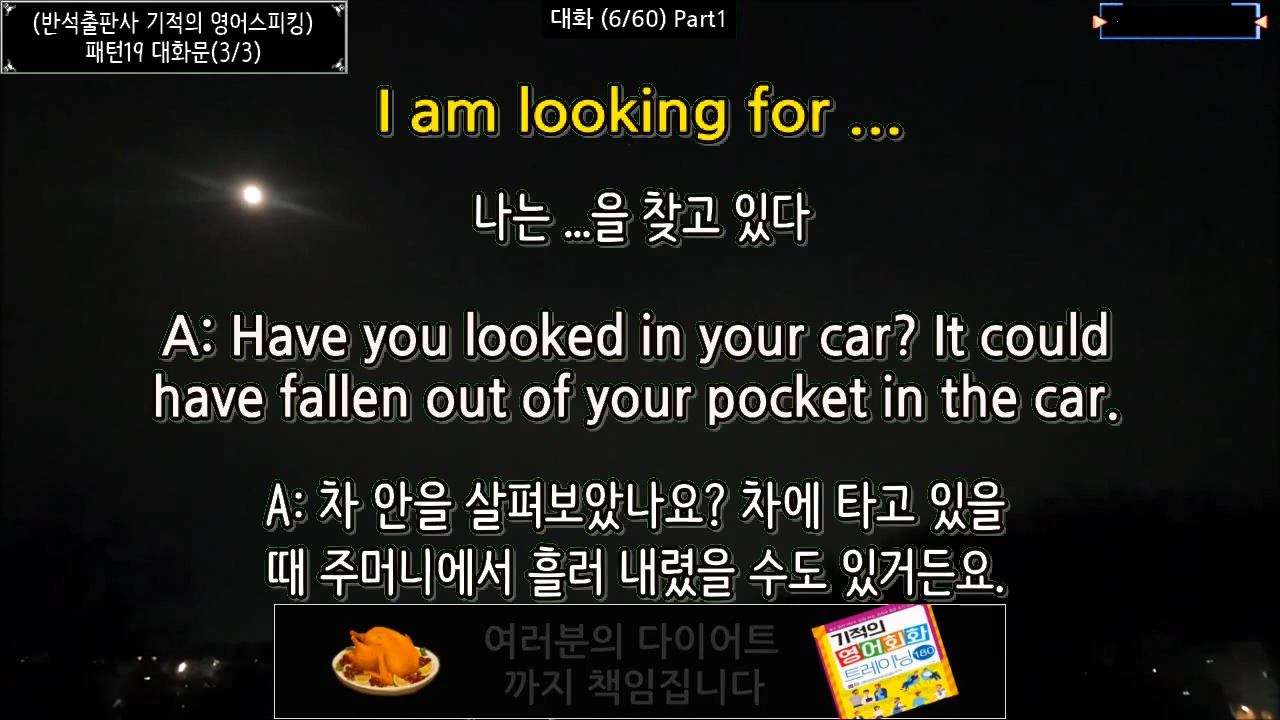 (반석출판사 기적의 영어스피킹)
패턴19 대화문(3/3)
대화 (6/60) Part1
I am looking for ...
나는 ...을 찾고 있다
A: Have you looked in your car? It could
have fallen out of your pocket in the car.
A: 차 안을 살펴보았나요? 차에 타고 있을
때 주머니에서 흘러 내렸을 수도 있거든요.
여러분의 다이어트
까지 책임집니다
기적의
영어회화
트레이닝
180